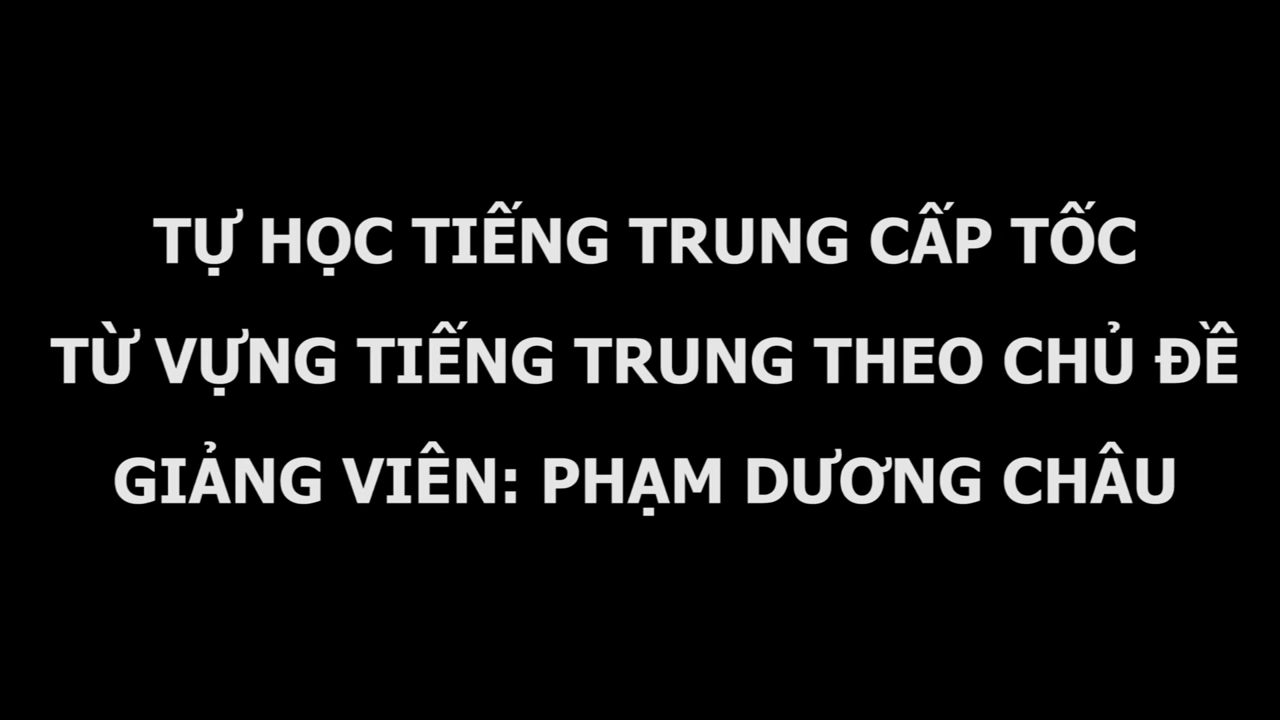 TỰ HỌC TIẾNG TRUNG CẤP TỐC
TỪ VỰNG TIẾNG TRUNG THEO CHỦ ĐỀ
GIẢNG VIÊN: PHẠM DƯƠNG CHÂU